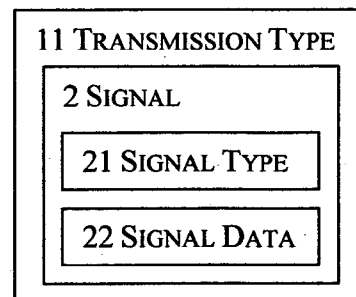 11 TRANSMISSION TYPE
2 SIGNAL
21 SIGNAL TYPE
22 SIGNAL DATA